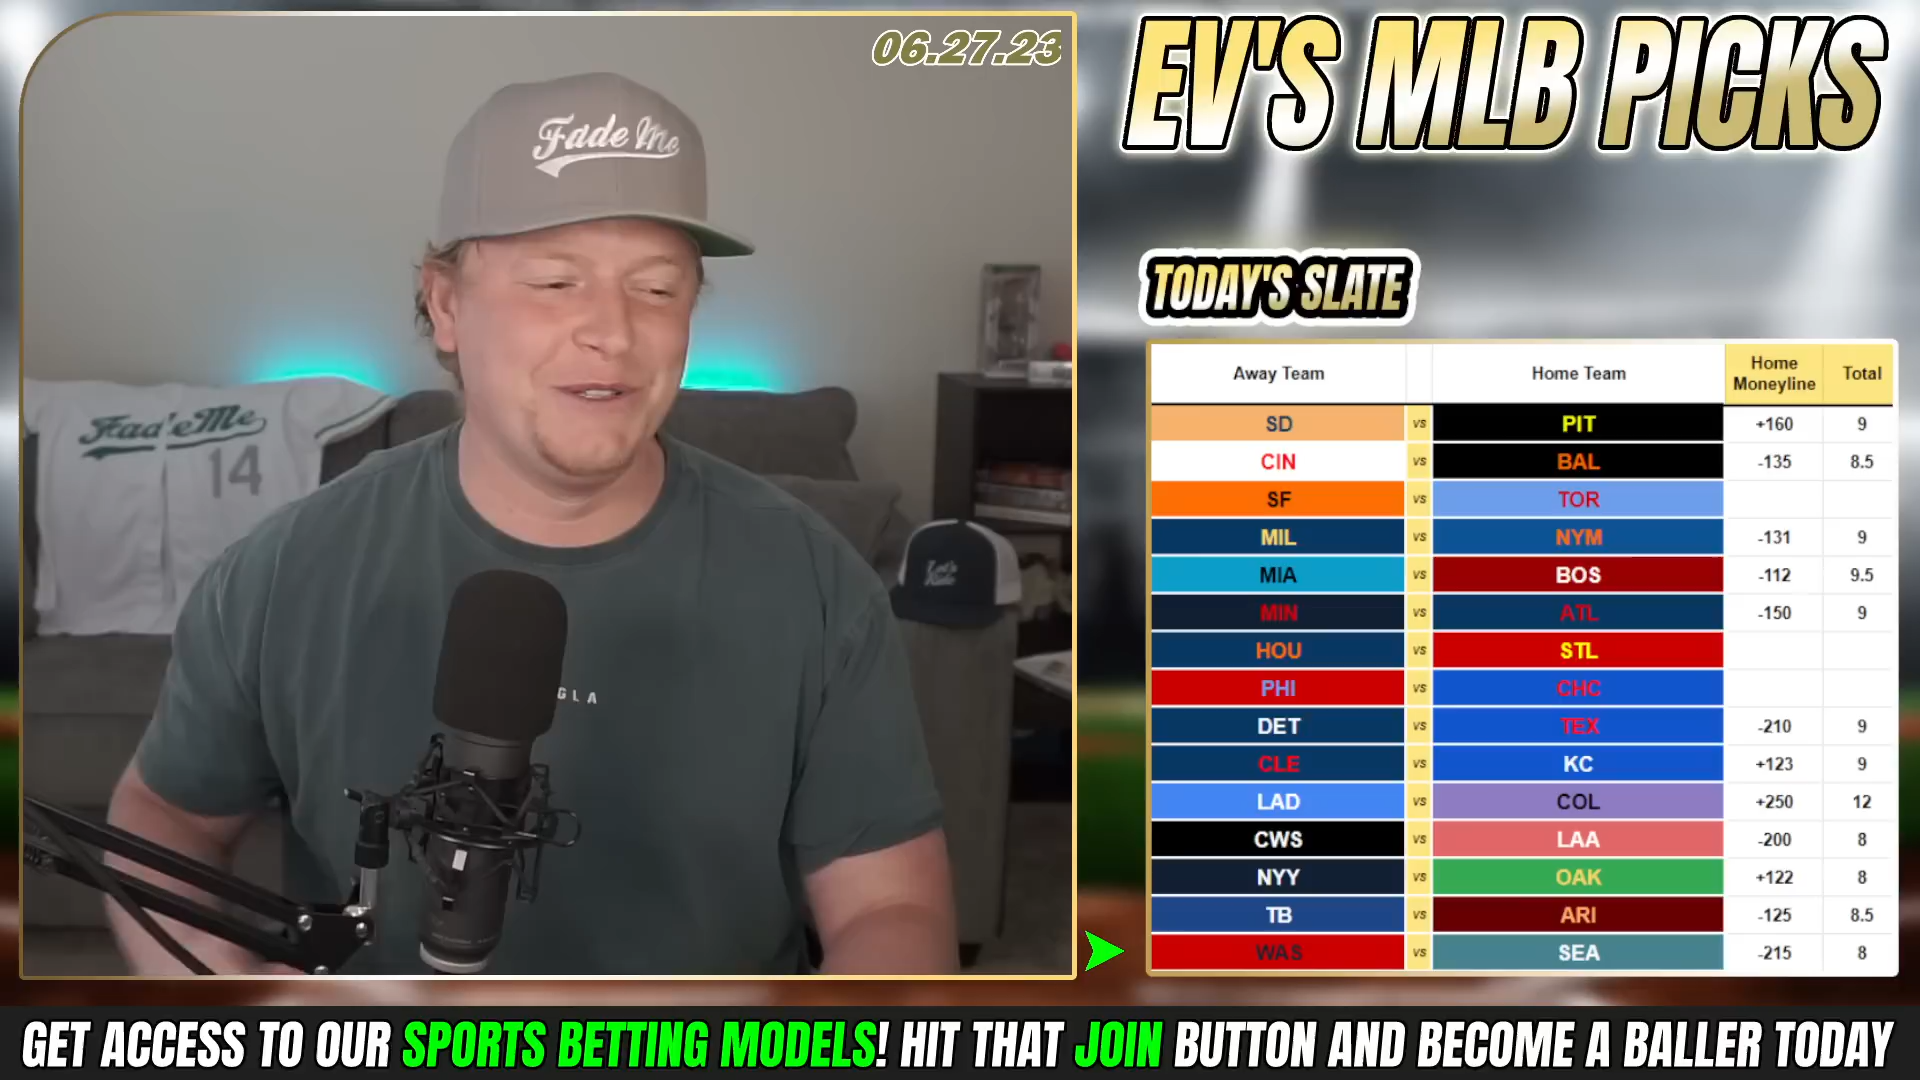 06.27.23
EV'S MLB PICKS
Fade Me
TODAY'S SLATE
Away Team Home Team Home Moneyline Total
SD vs PIT +160 9
CIN vs BAL -135 8.5
SF vs TOR
MIL vs NYM -131 9
MIA vs BOS -112 9.5
MIN vs ATL -150 9
HOU vs STL
PHI vs CHC
DET vs TEX -210 9
CLE vs KC +123 9
LAD vs COL +250 12
CWS vs LAA -200 8
NYY vs OAK +122 8
TB vs ARI -125 8.5
WAS vs SEA -215 8
Fade Me
14
GLA
GET ACCESS TO OUR SPORTS BETTING MODELS! HIT THAT JOIN BUTTON AND BECOME A BALLER TODAY